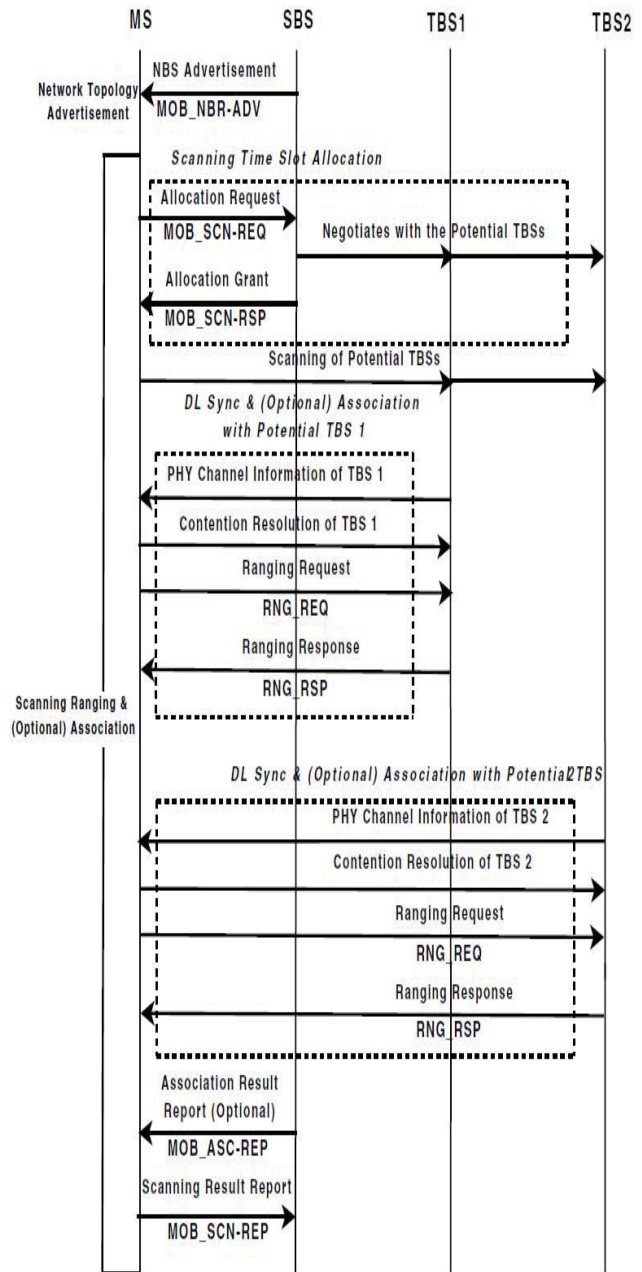 MS SBS TBS1 TBS2
NBS Advertisement
Network Topology
Advertisement
MOB_NBR-ADV
Scanning Time Slot Allocation
Allocation Request
MOB_SCN-REQ
Negotiates with the Potential TBSs
Allocation Grant
MOB_SCN-RSP
Scanning of Potential TBSs
DL Sync & (Optional) Association
with Potential TBS 1
PHY Channel Information of TBS 1
Contention Resolution of TBS 1
Ranging Request
RNG_REQ
Ranging Response
RNG_RSP
Scanning Ranging &
(Optional) Association
DL Sync & (Optional) Association with Potential2TBS
PHY Channel Information of TBS 2
Contention Resolution of TBS 2
Ranging Request
RNG_REQ
Ranging Response
RNG_RSP
Association Result
Report (Optional)
MOB_ASC-REP
Scanning Result Report
MOB_SCN-REP